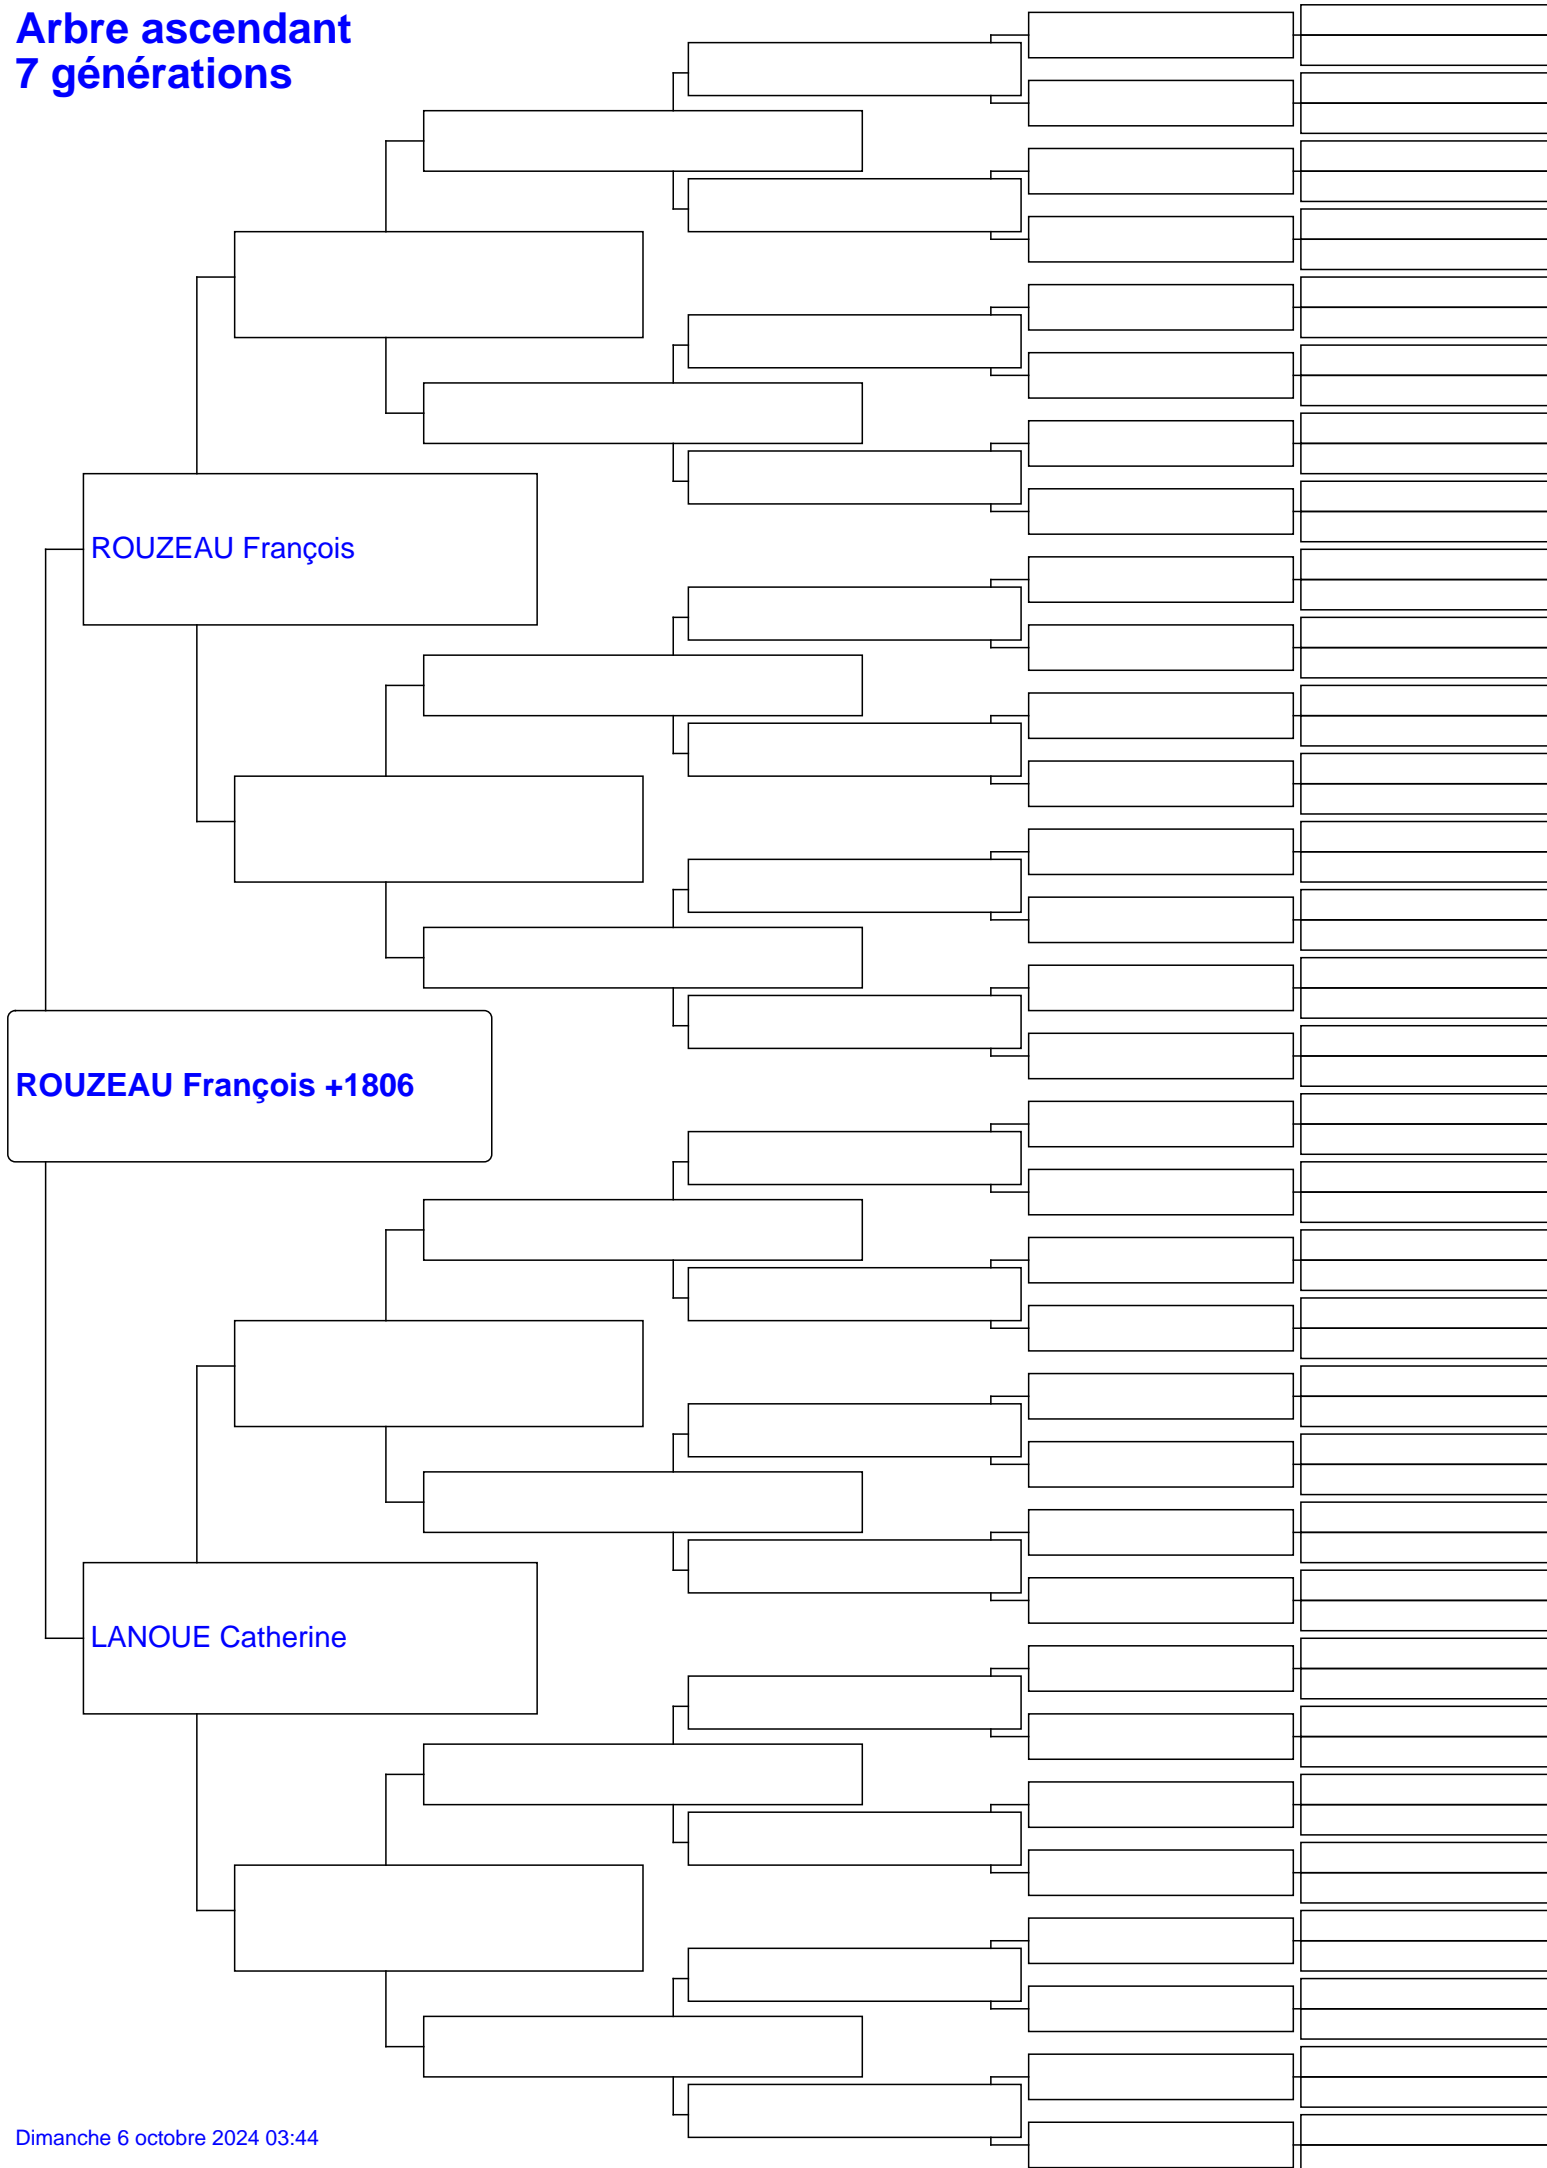 Arbre ascendant
7 générations
ROUZEAU François
ROUZEAU François +1806
LANOUE Catherine
Dimanche 6 octobre 2024 03:44